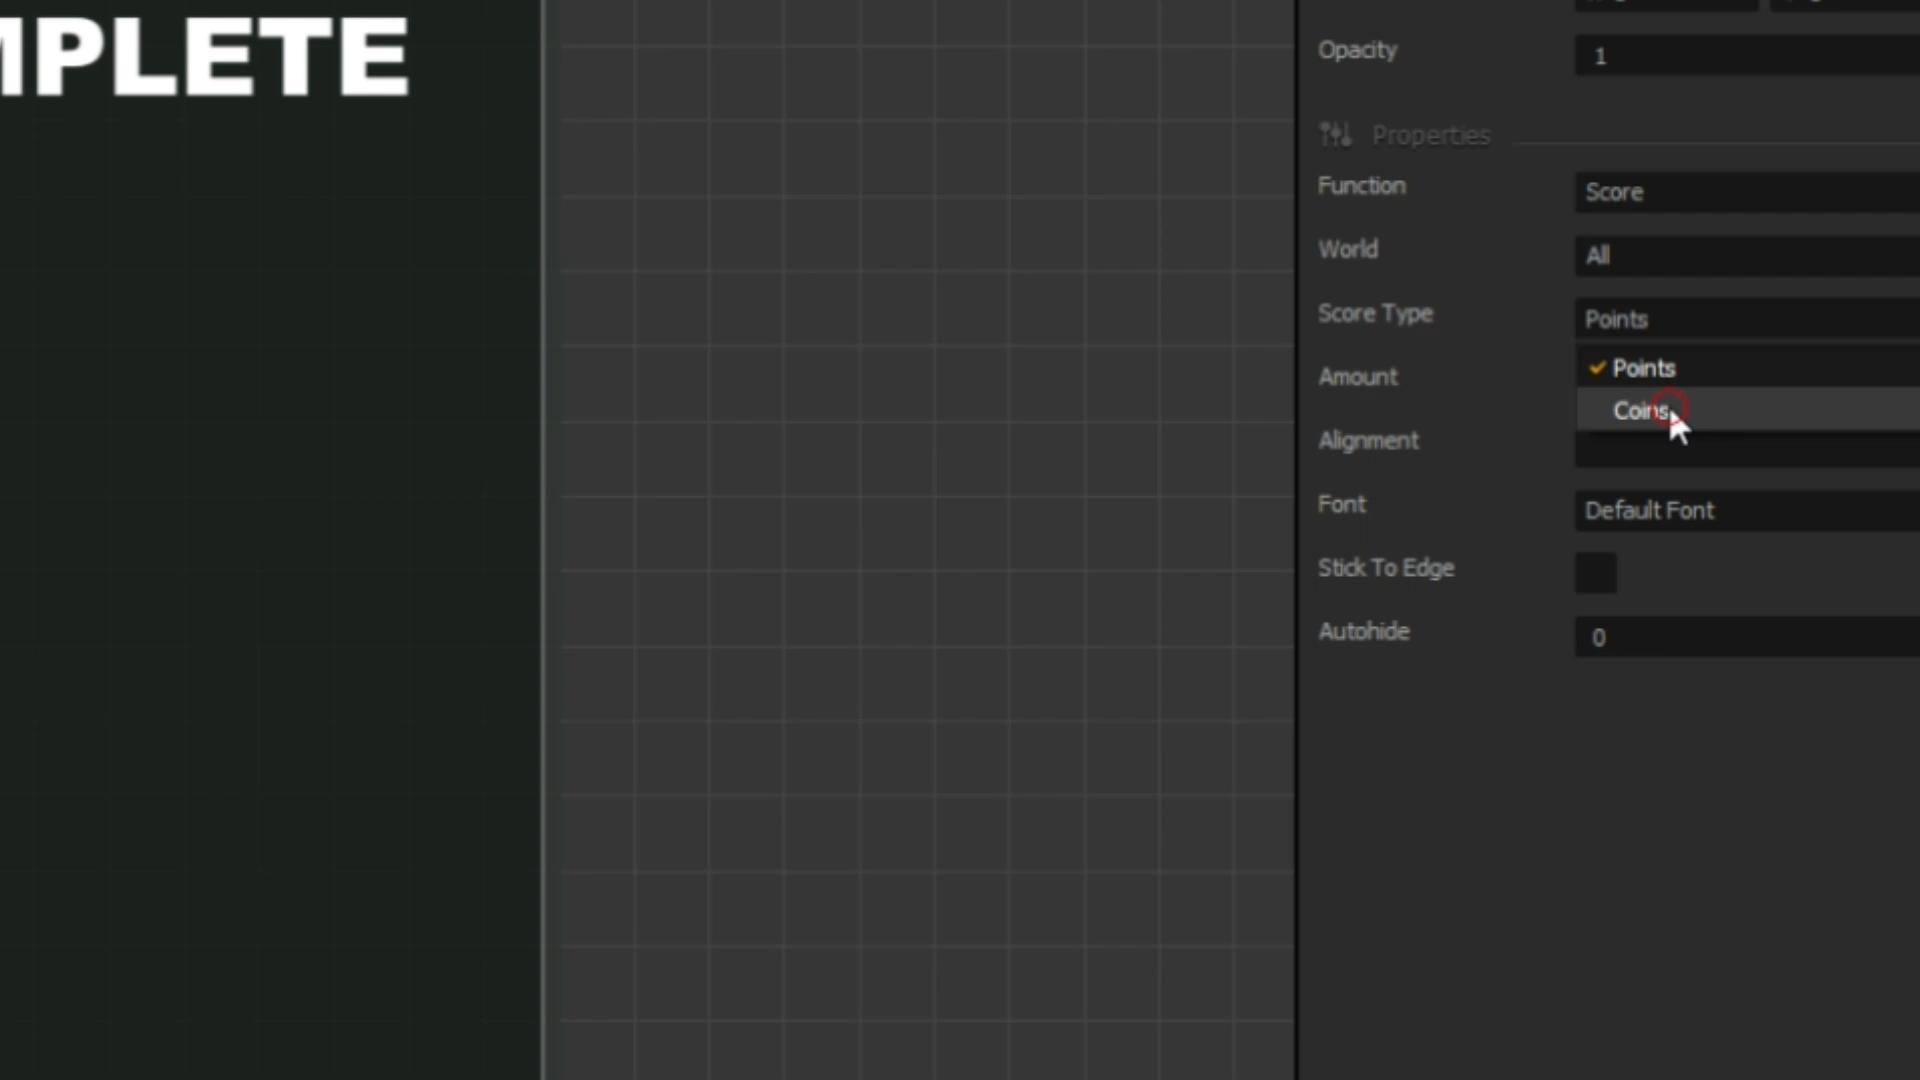 MPLETE
Opacity
1
Properties
Function
Score
World
All
Score Type
Points
Points
Amount
Coins
Alignment
Font
Default Font
Stick To Edge
Autohide
0